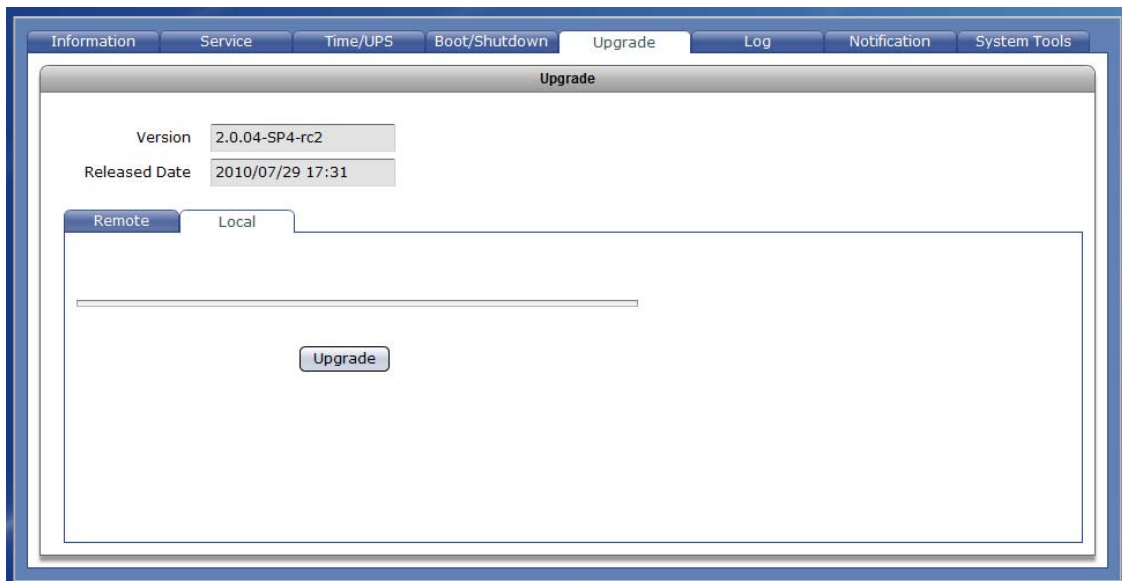 Information Service Time/UPS Boot/Shutdown Upgrade Log Notification System Tools
Upgrade
Version 2.0.04-SP4-rc2
Released Date 2010/07/29 17:31
Remote Local
Upgrade